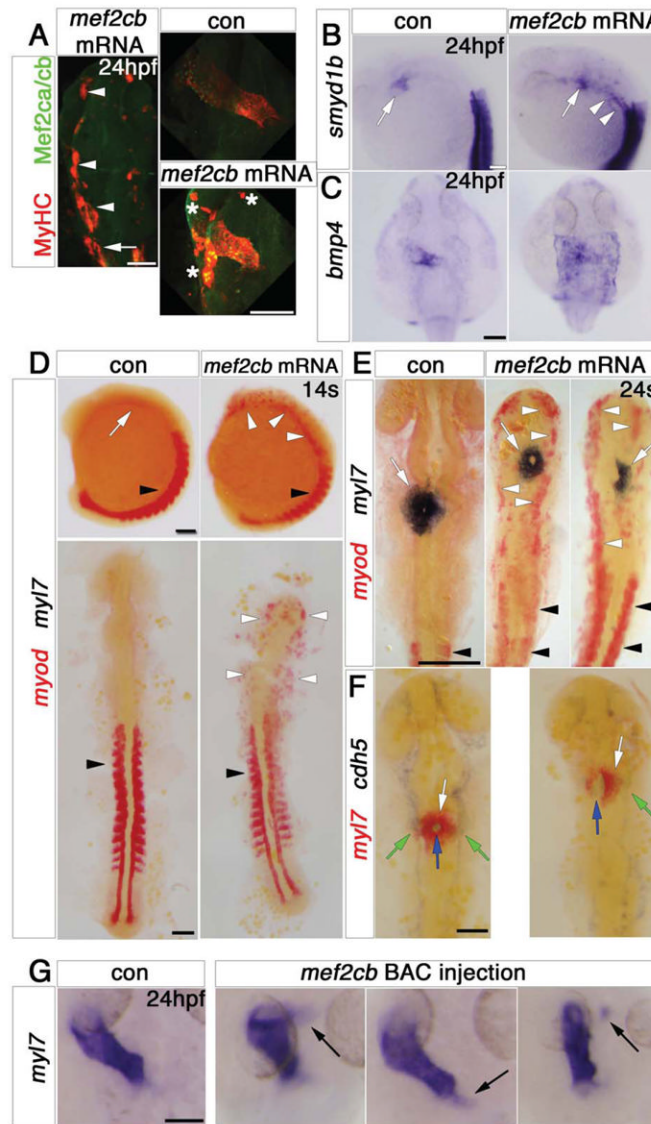 A
mef2cb
mRNA
24hpf
Mef2ca/cb
MyHC
con
mef2cb mRNA
*
*
*
B
con
mef2cb mRNA
24hpf
smyd1b
C
24hpf
bmp4
D
con
mef2cb mRNA
14s
myod myl7
E
con
mef2cb mRNA
24s
myod myl7
F
myl7 cdh5
G
con
mef2cb BAC injection
24hpf
myl7